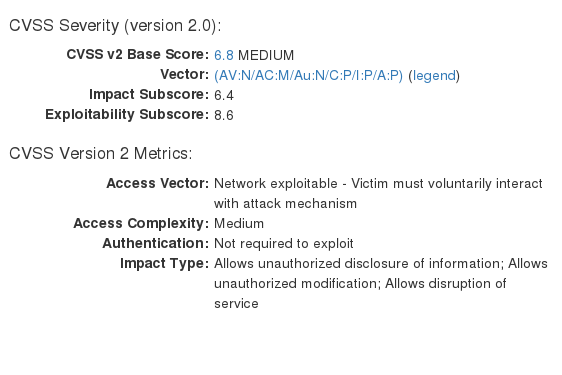 CVSS Severity (version 2.0):
CVSS v2 Base Score: 6.8 MEDIUM
Vector: (AV:N/AC:M/Au:N/C:P/I:P/A:P) (legend)
Impact Subscore: 6.4
Exploitability Subscore: 8.6
CVSS Version 2 Metrics:
Access Vector: Network exploitable - Victim must voluntarily interact
with attack mechanism
Access Complexity: Medium
Authentication: Not required to exploit
Impact Type: Allows unauthorized disclosure of information; Allows
unauthorized modification; Allows disruption of
service